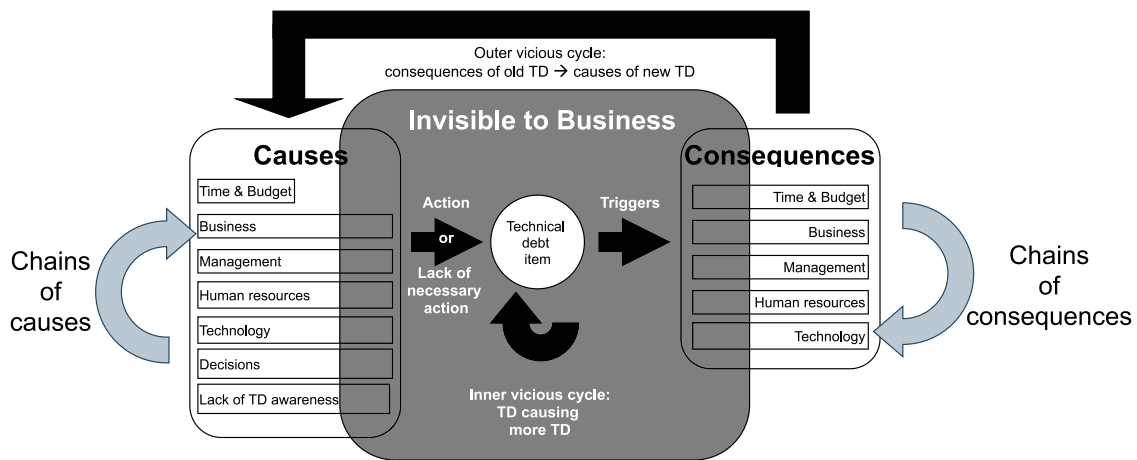 Outer vicious cycle:
consequences of old TD → causes of new TD
Invisible to Business
Causes
Time & Budget
Business
Management
Human resources
Technology
Decisions
Lack of TD awareness
Chains
of
causes
Action
or
Lack of
necessary
action
Technical
debt
item
Triggers
Inner vicious cycle:
TD causing
more TD
Consequences
Time & Budget
Business
Management
Human resources
Technology
Chains
of
consequences